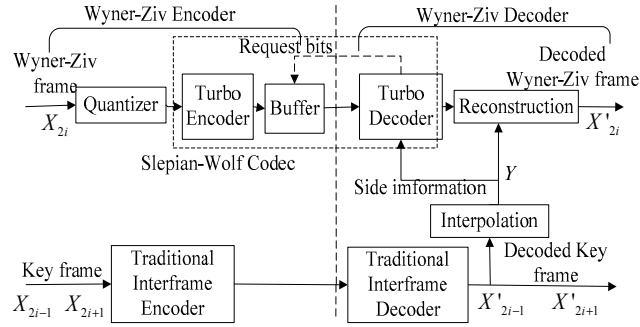 Wyner-Ziv Encoder
Wyner-Ziv Decoder
Wyner-Ziv
frame
Request bits
Decoded
Wyner-Ziv frame
X2i
Quantizer
Turbo
Encoder
Buffer
Turbo
Decoder
Reconstruction
X'2i
Slepian-Wolf Codec
Side imformation
Y
Interpolation
Key frame
X2i−1 X2i+1
Traditional
Interframe
Encoder
Traditional
Interframe
Decoder
Decoded Key
frame
X'2i−1 X'2i+1